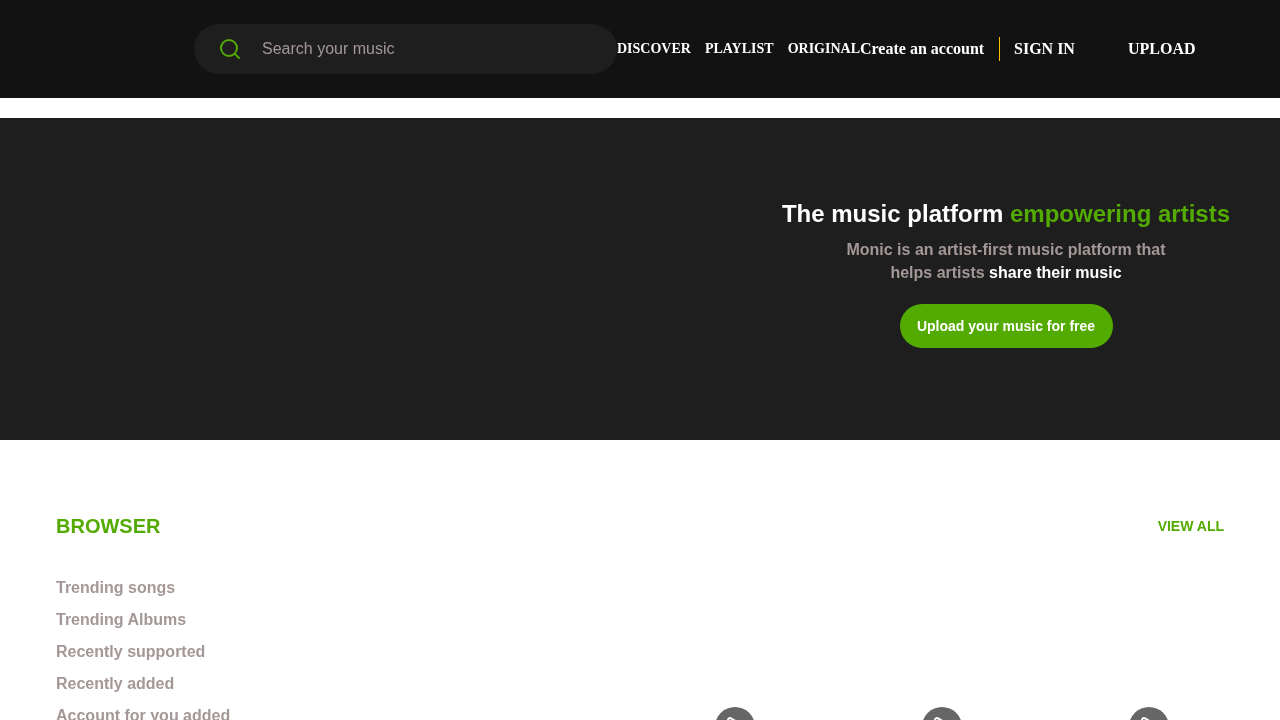 Search your music
DISCOVER PLAYLIST ORIGINAL Create an account SIGN IN UPLOAD
The music platform empowering artists
Monic is an artist-first music platform that
helps artists share their music
Upload your music for free
BROWSER VIEW ALL
Trending songs
Trending Albums
Recently supported
Recently added
Account for you added